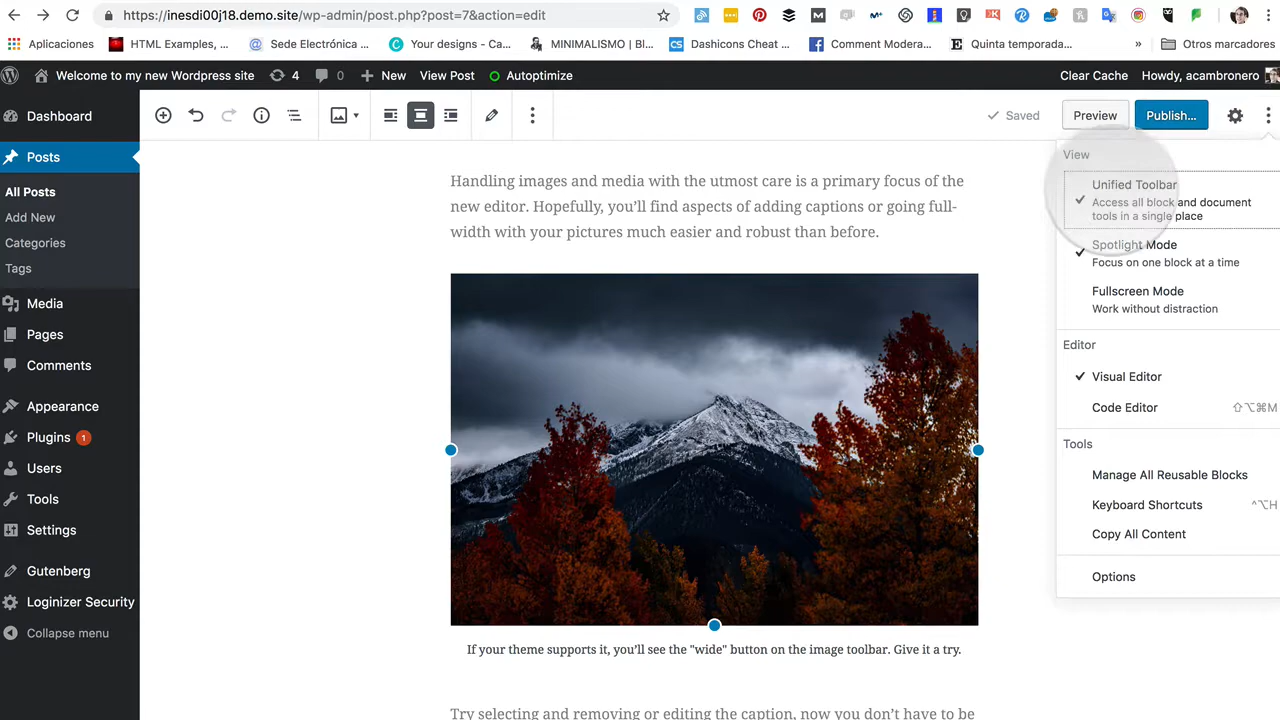 https://inesdi00j18.demo.site/wp-admin/post.php?post=7&action=edit
Aplicaciones
HTML Examples, ...
Sede Electrónica ...
Your designs - Ca...
MINIMALISMO | Bl...
Dashicons Cheat ...
Comment Modera...
Quinta temporada...
»
Otros marcadores
Welcome to my new Wordpress site
4
0
New
View Post
Autoptimize
Clear Cache
Howdy, acambronero
Dashboard
Posts
All Posts
Add New
Categories
Tags
Media
Pages
Comments
Appearance
Plugins 1
Users
Tools
Settings
Gutenberg
Loginizer Security
Collapse menu
Saved
Preview
Publish...
Handling images and media with the utmost care is a primary focus of the
new editor. Hopefully, you’ll find aspects of adding captions or going full-
width with your pictures much easier and robust than before.
If your theme supports it, you’ll see the "wide" button on the image toolbar. Give it a try.
Try selecting and removing or editing the caption, now you don’t have to be
View
Unified Toolbar
Access all block and document
tools in a single place
Spotlight Mode
Focus on one block at a time
Fullscreen Mode
Work without distraction
Editor
Visual Editor
Code Editor ⇧⌥⌘M
Tools
Manage All Reusable Blocks
Keyboard Shortcuts ^⌥H
Copy All Content
Options